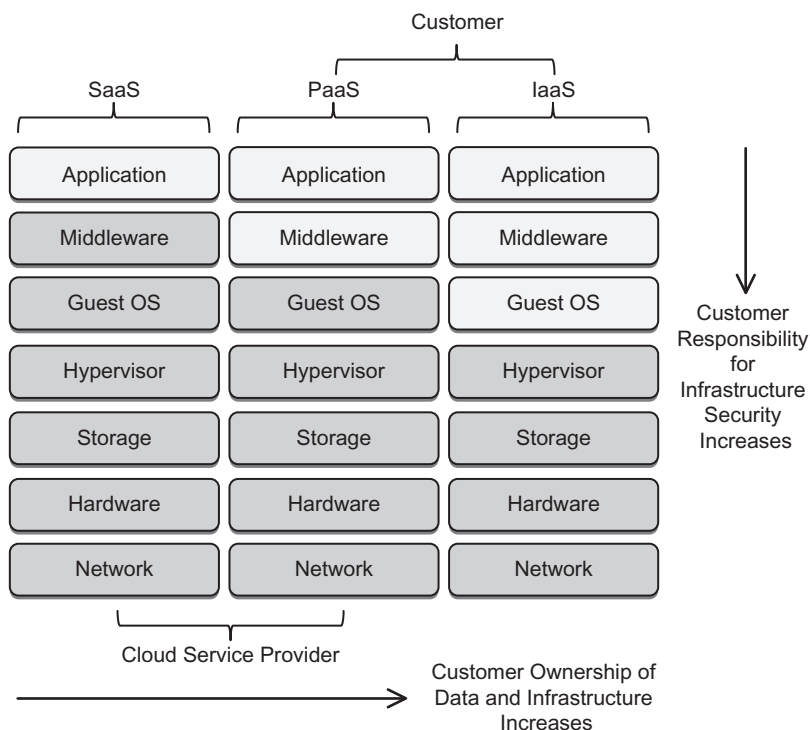 Customer
SaaS PaaS IaaS
Application Application Application
Middleware Middleware Middleware
Guest OS Guest OS Guest OS
Hypervisor Hypervisor Hypervisor
Storage Storage Storage
Hardware Hardware Hardware
Network Network Network
Customer
Responsibility
for
Infrastructure
Security
Increases
Cloud Service Provider
Customer Ownership of
Data and Infrastructure
Increases